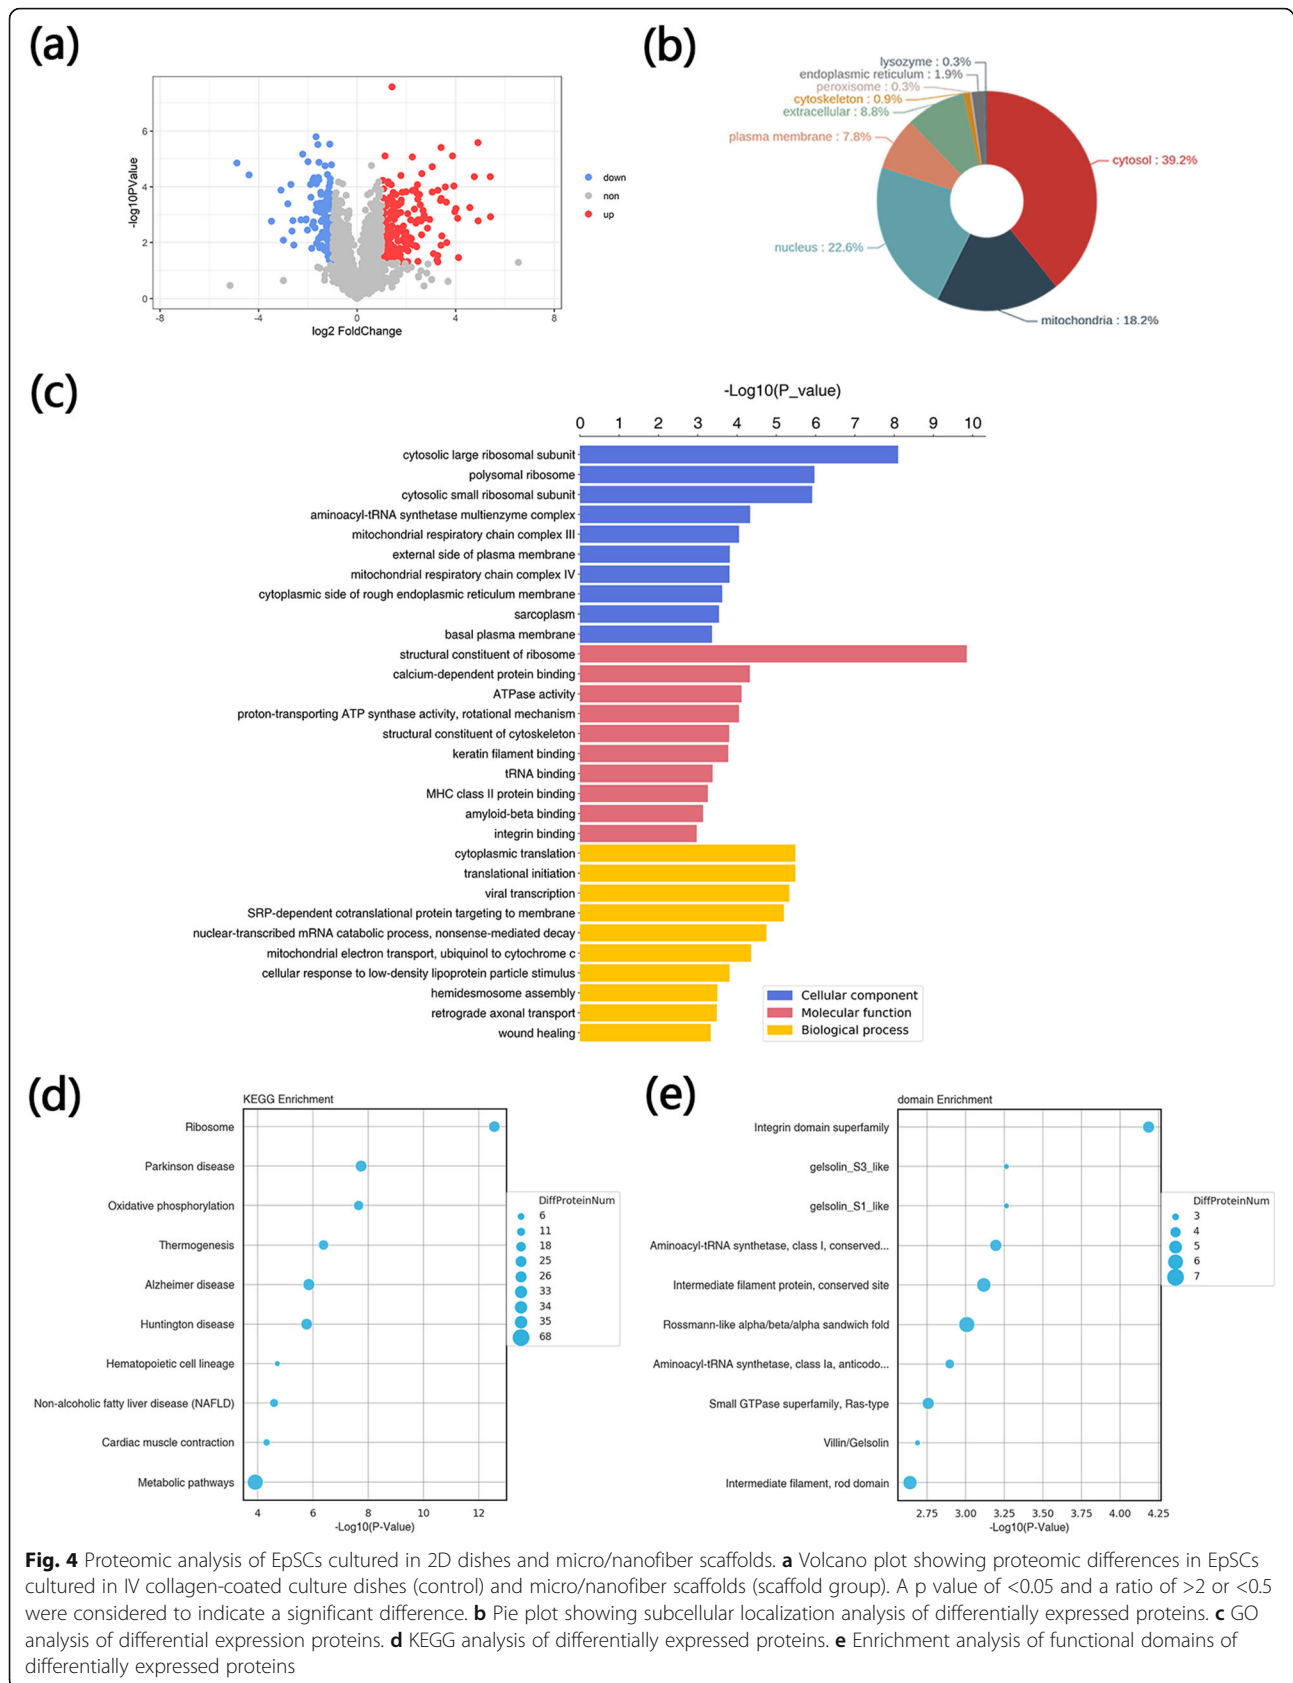 (a)
-log10PValue
6
4
2
0
-8
-4
0
4
8
log2 FoldChange
down
non
up
(b)
lysozyme : 0.3%
endoplasmic reticulum : 1.9%
peroxisome : 0.3%
cytoskeleton : 0.9%
extracellular : 8.8%
plasma membrane : 7.8%
cytosol : 39.2%
nucleus : 22.6%
mitochondria : 18.2%
(c)
-Log10(P_value)
0 1 2 3 4 5 6 7 8 9 10
cytosolic large ribosomal subunit
polysomal ribosome
cytosolic small ribosomal subunit
aminoacyl-tRNA synthetase multienzyme complex
mitochondrial respiratory chain complex III
external side of plasma membrane
mitochondrial respiratory chain complex IV
cytoplasmic side of rough endoplasmic reticulum membrane
sarcoplasm
basal plasma membrane
structural constituent of ribosome
calcium-dependent protein binding
ATPase activity
proton-transporting ATP synthase activity, rotational mechanism
structural constituent of cytoskeleton
keratin filament binding
tRNA binding
MHC class II protein binding
amyloid-beta binding
integrin binding
cytoplasmic translation
translational initiation
viral transcription
SRP-dependent cotranslational protein targeting to membrane
nuclear-transcribed mRNA catabolic process, nonsense-mediated decay
mitochondrial electron transport, ubiquinol to cytochrome c
cellular response to low-density lipoprotein particle stimulus
hemidesmosome assembly
retrograde axonal transport
wound healing
Cellular component
Molecular function
Biological process
(d)
KEGG Enrichment
Ribosome
Parkinson disease
Oxidative phosphorylation
Thermogenesis
Alzheimer disease
Huntington disease
Hematopoietic cell lineage
Non-alcoholic fatty liver disease (NAFLD)
Cardiac muscle contraction
Metabolic pathways
4 6 8 10 12
-Log10(P-Value)
DiffProteinNum
6
11
18
25
26
33
34
35
68
(e)
domain Enrichment
Integrin domain superfamily
gelsolin_S3_like
gelsolin_S1_like
Aminoacyl-tRNA synthetase, class I, conserved...
Intermediate filament protein, conserved site
Rossmann-like alpha/beta/alpha sandwich fold
Aminoacyl-tRNA synthetase, class Ia, anticodo...
Small GTPase superfamily, Ras-type
Villin/Gelsolin
Intermediate filament, rod domain
2.75 3.00 3.25 3.50 3.75 4.00 4.25
-Log10(P-Value)
DiffProteinNum
3
4
5
6
7
Fig. 4 Proteomic analysis of EpSCs cultured in 2D dishes and micro/nanofiber scaffolds. a Volcano plot showing proteomic differences in EpSCs
cultured in IV collagen-coated culture dishes (control) and micro/nanofiber scaffolds (scaffold group). A p value of <0.05 and a ratio of >2 or <0.5
were considered to indicate a significant difference. b Pie plot showing subcellular localization analysis of differentially expressed proteins. c GO
analysis of differential expression proteins. d KEGG analysis of differentially expressed proteins. e Enrichment analysis of functional domains of
differentially expressed proteins